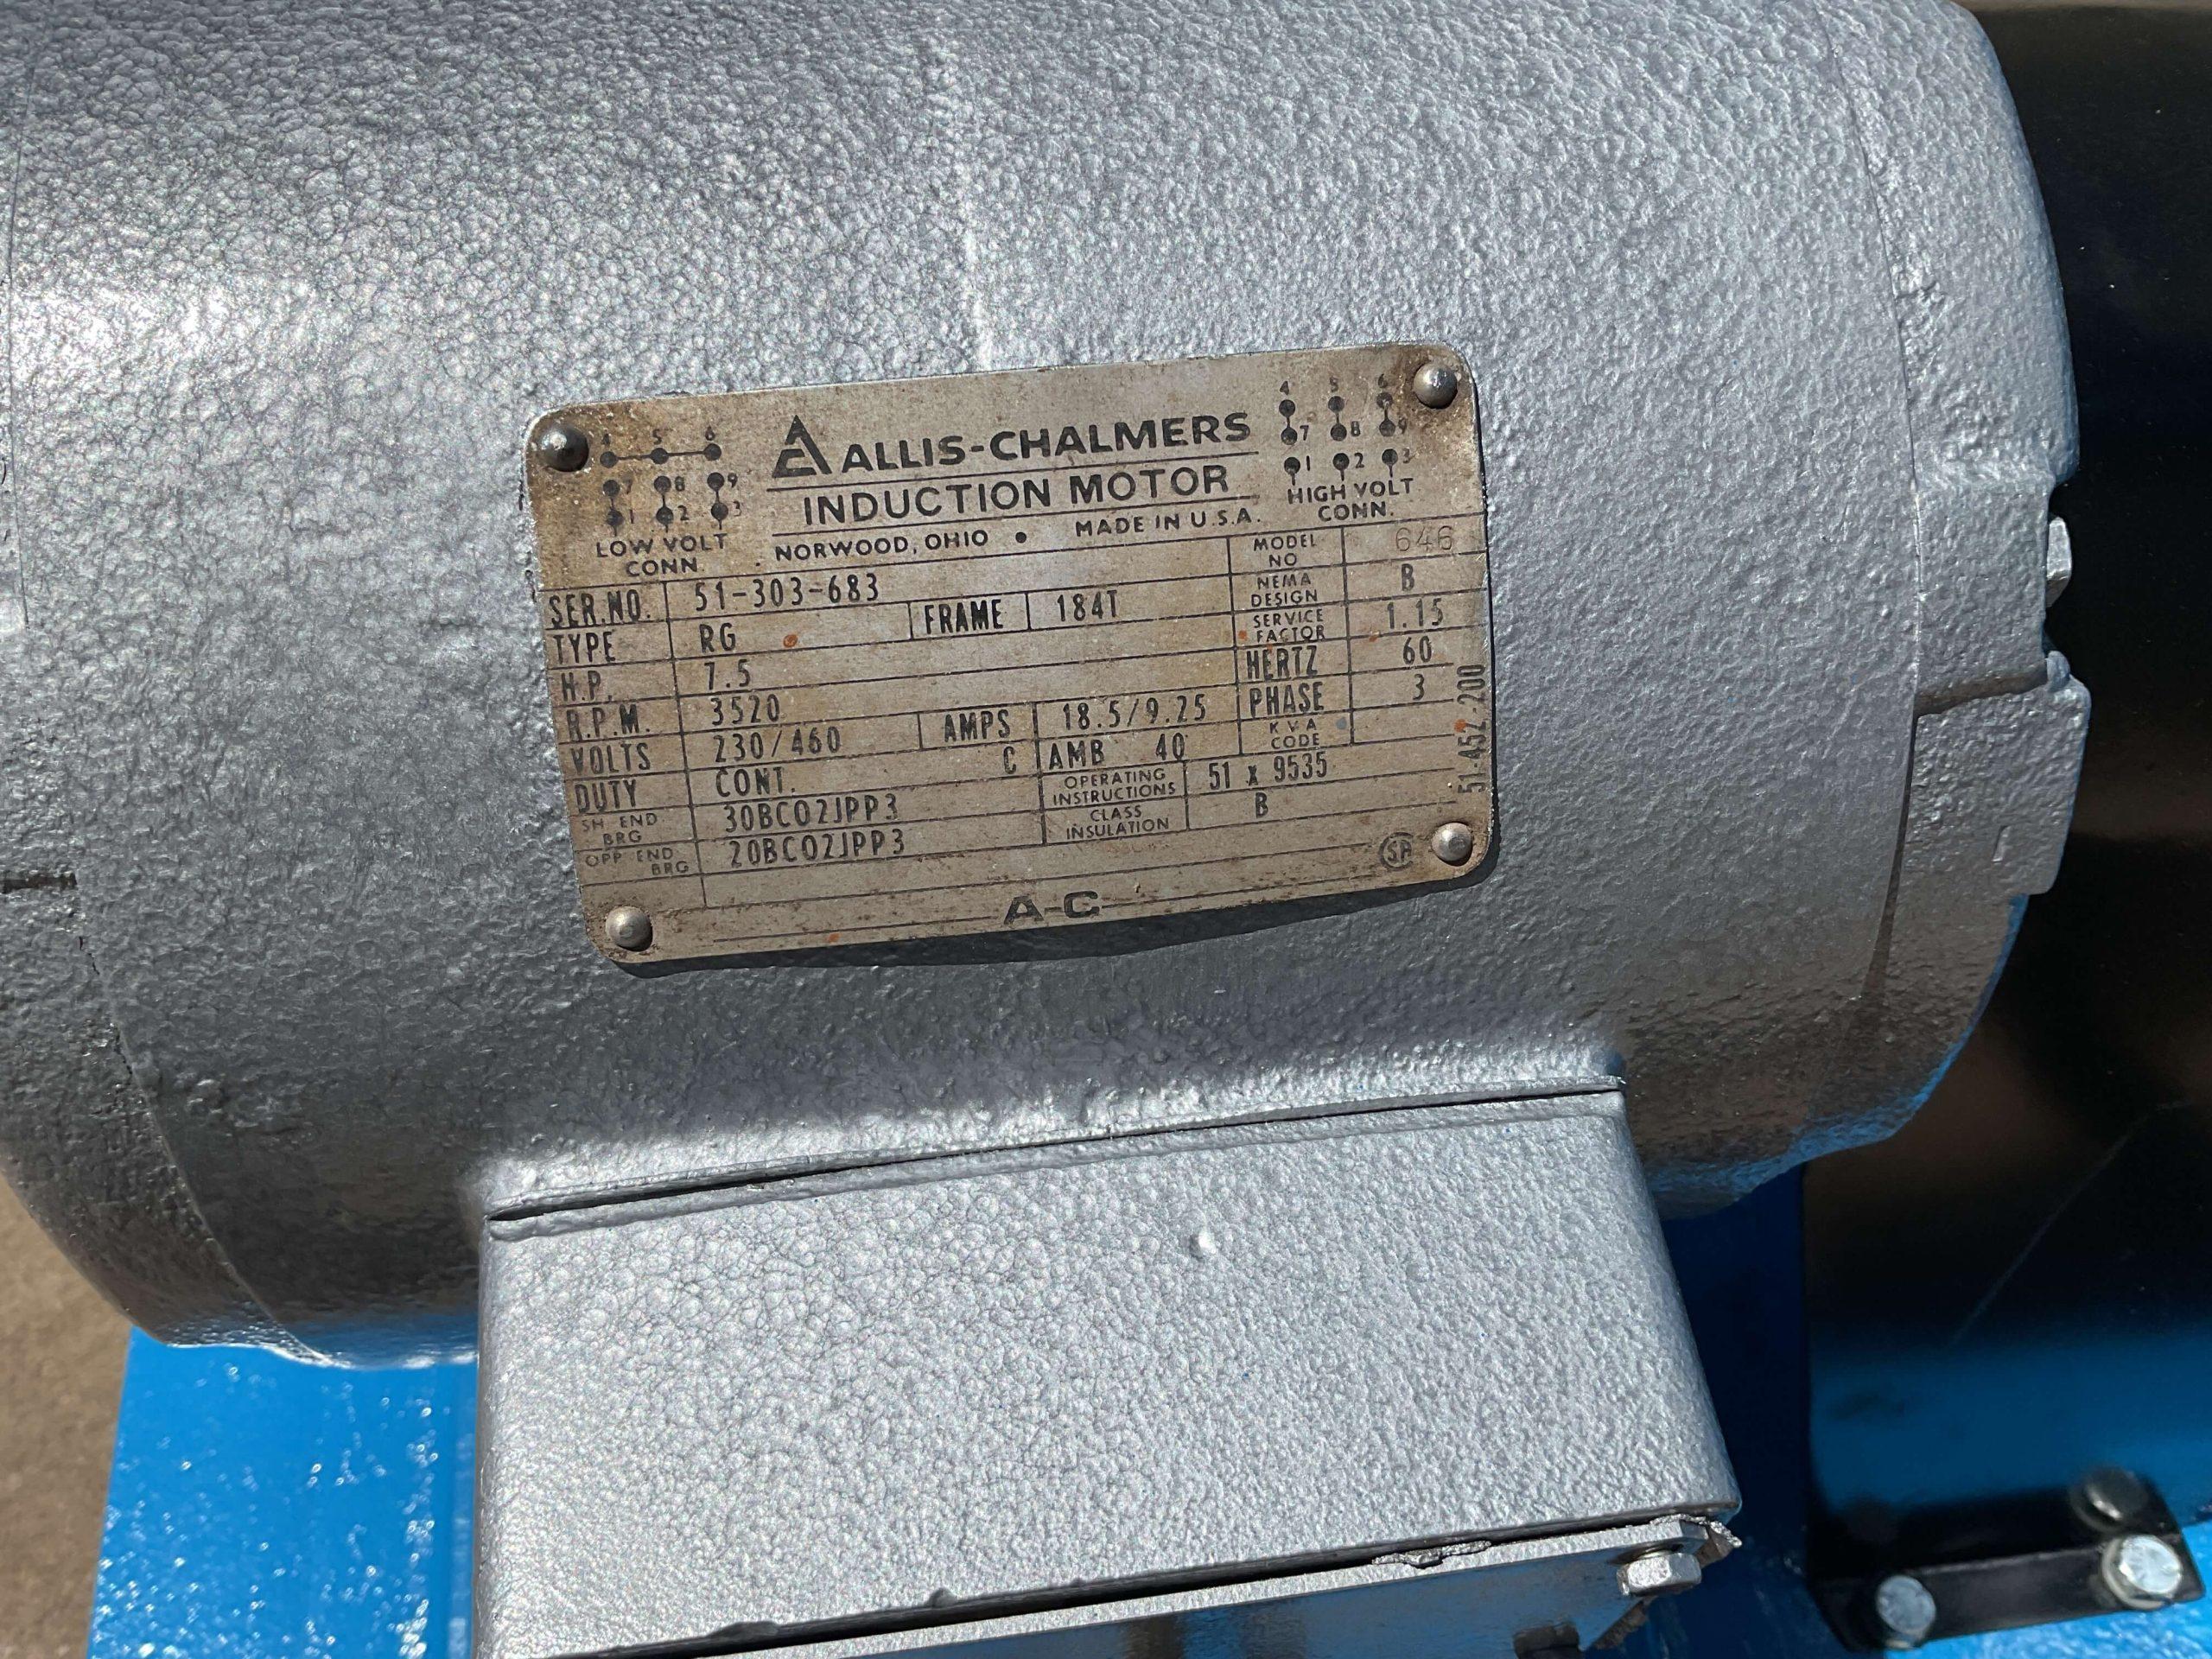 ALLIS-CHALMERS
INDUCTION MOTOR
NORWOOD, OHIO • MADE IN U.S.A.
4 5 6
7 8 9
1 2 3
LOW VOLT
CONN.
4 5 6
7 8 9
1 2 3
HIGH VOLT
CONN.
SER.NO. 51-303-683
MODEL NO 646
TYPE RG FRAME 184T
NEMA DESIGN B
H.P. 7.5
SERVICE FACTOR 1.15
R.P.M. 3520
HERTZ 60
VOLTS 230/460 AMPS 18.5/9.25
PHASE 3
DUTY CONT. C AMB 40
KVA CODE
SH END BRG 30BC02JPP3
OPERATING INSTRUCTIONS 51 x 9535
OPP END BRG 20BC02JPP3
CLASS INSULATION B
51-452-200
SA
A-C